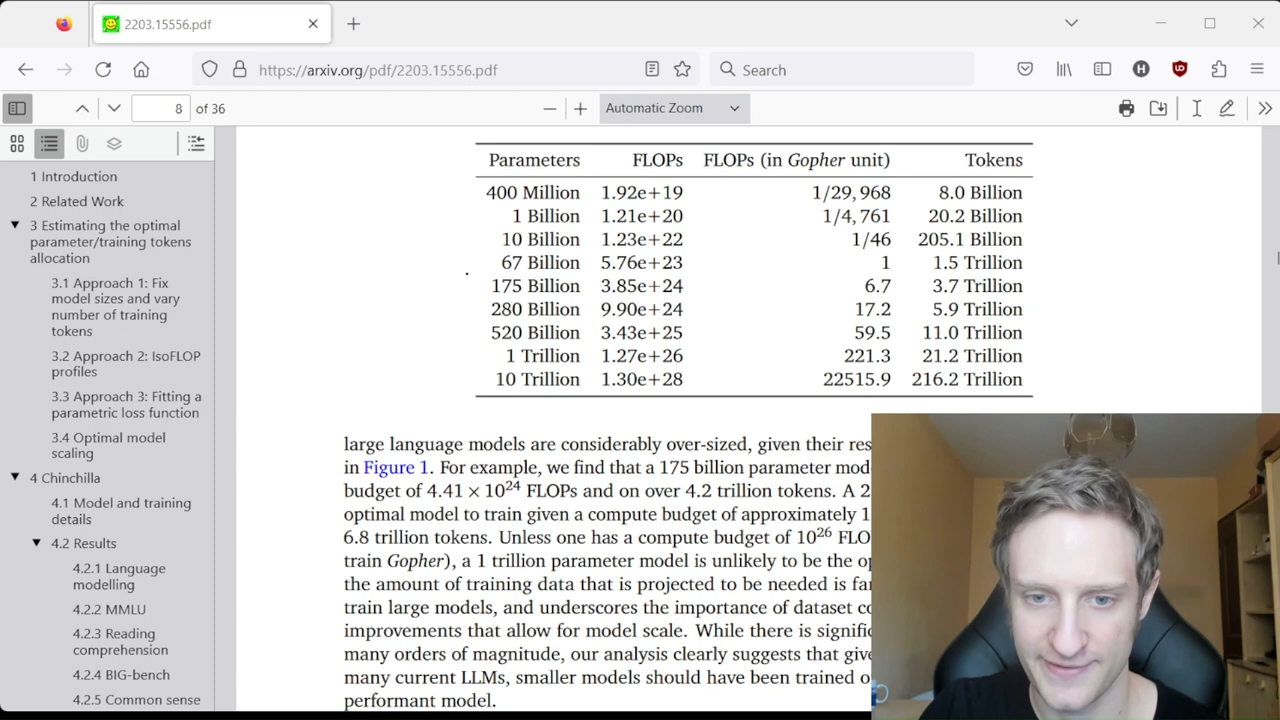 2203.15556.pdf
https://arxiv.org/pdf/2203.15556.pdf
Search
8 of 36
Automatic Zoom
1 Introduction
2 Related Work
3 Estimating the optimal
parameter/training tokens
allocation
3.1 Approach 1: Fix
model sizes and vary
number of training
tokens
3.2 Approach 2: IsoFLOP
profiles
3.3 Approach 3: Fitting a
parametric loss function
3.4 Optimal model
scaling
4 Chinchilla
4.1 Model and training
details
4.2 Results
4.2.1 Language
modelling
4.2.2 MMLU
4.2.3 Reading
comprehension
4.2.4 BIG-bench
4.2.5 Common sense
Parameters FLOPs FLOPs (in Gopher unit) Tokens
400 Million 1.92e+19 1/29,968 8.0 Billion
1 Billion 1.21e+20 1/4,761 20.2 Billion
10 Billion 1.23e+22 1/46 205.1 Billion
67 Billion 5.76e+23 1 1.5 Trillion
175 Billion 3.85e+24 6.7 3.7 Trillion
280 Billion 9.90e+24 17.2 5.9 Trillion
520 Billion 3.43e+25 59.5 11.0 Trillion
1 Trillion 1.27e+26 221.3 21.2 Trillion
10 Trillion 1.30e+28 22515.9 216.2 Trillion
large language models are considerably over-sized, given their res
in Figure 1. For example, we find that a 175 billion parameter mod
budget of 4.41 × 10²⁴ FLOPs and on over 4.2 trillion tokens. A 2
optimal model to train given a compute budget of approximately 1
6.8 trillion tokens. Unless one has a compute budget of 10²⁶ FLO
train Gopher), a 1 trillion parameter model is unlikely to be the op
the amount of training data that is projected to be needed is far
train large models, and underscores the importance of dataset co
improvements that allow for model scale. While there is signific
many orders of magnitude, our analysis clearly suggests that give
many current LLMs, smaller models should have been trained o
performant model.